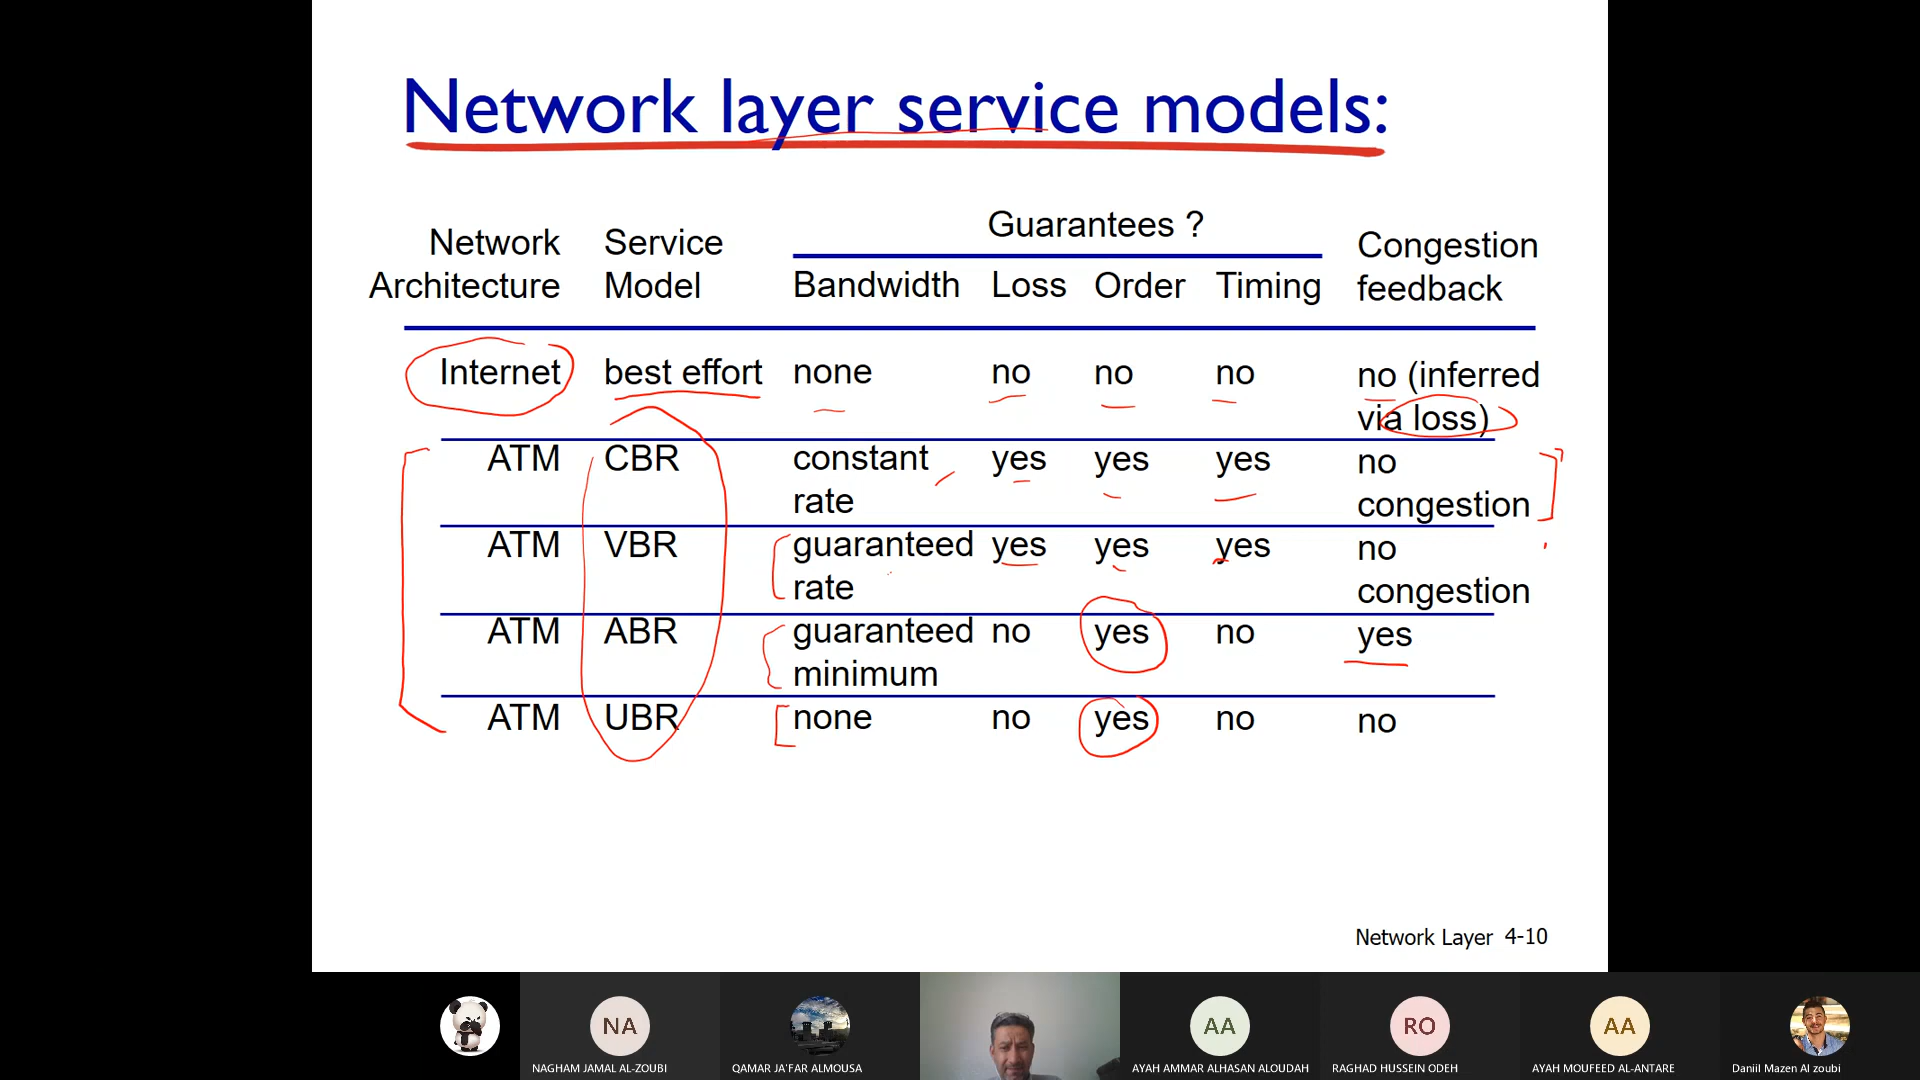 Network layer service models:
Guarantees ?
Network Architecture
Service Model
Bandwidth Loss Order Timing
Congestion feedback
Internet best effort none no no no no (inferred via loss)
ATM CBR constant rate yes yes yes no congestion
ATM VBR guaranteed rate yes yes yes no congestion
ATM ABR guaranteed minimum no yes no yes
ATM UBR none no yes no no
Network Layer 4-10
NA
AA
RO
AA
NAGHAM JAMAL AL-ZOUBI
QAMAR JA'FAR ALMOUSA
AYAH AMMAR ALHASAN ALOUDAH
RAGHAD HUSSEIN ODEH
AYAH MOUFEED AL-ANTARE
Daniil Mazen Al zoubi